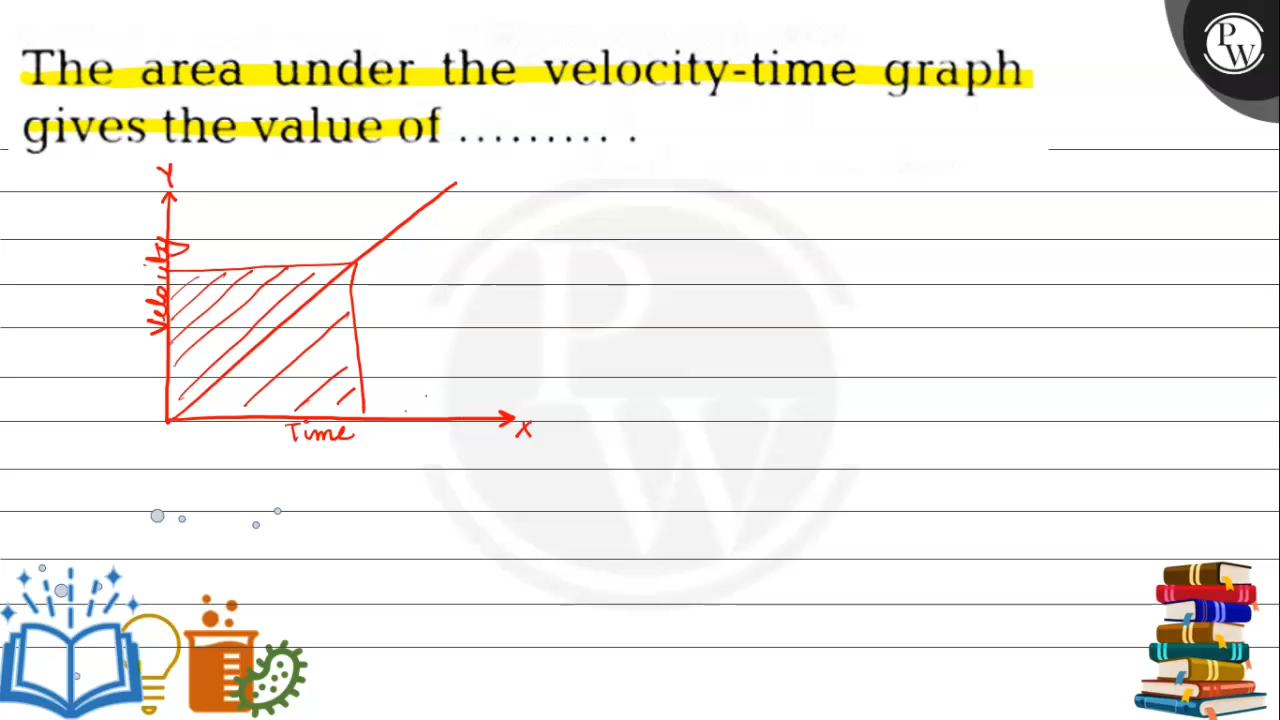 The area under the velocity-time graph
gives the value of ......... .
Y
Velocity
Time
X
P
W
P
W